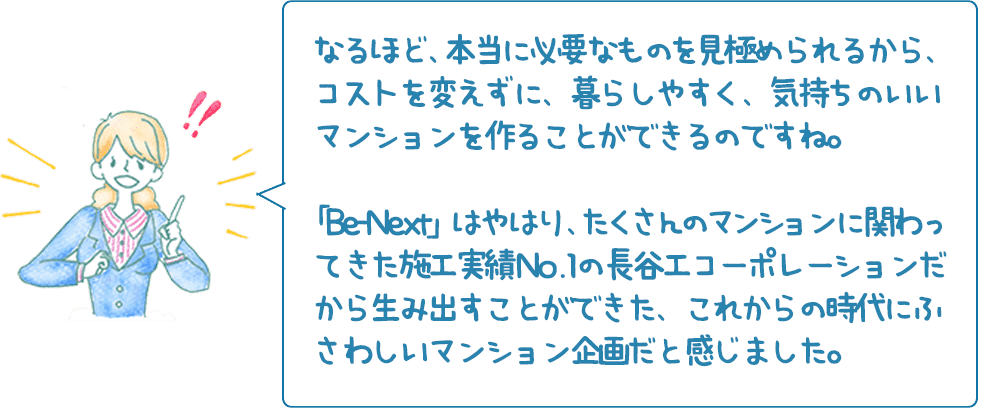 !!
なるほど、本当に必要なものを見極められるから、
コストを変えずに、暮らしやすく、気持ちのいい
マンションを作ることができるのですね。
「Be-Next」はやはり、たくさんのマンションに関わっ
てきた施工実績No.1の長谷工コーポレーションだ
から生み出すことができた、これからの時代にふ
さわしいマンション企画だと感じました。